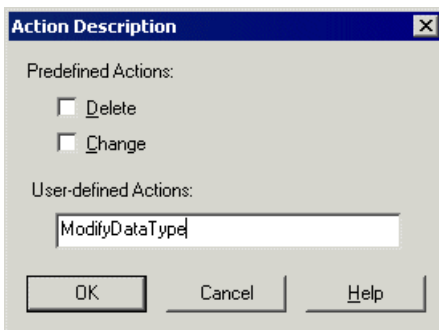 Action Description
Predefined Actions:
Delete
Change
User-defined Actions:
ModifyDataType
OK Cancel Help